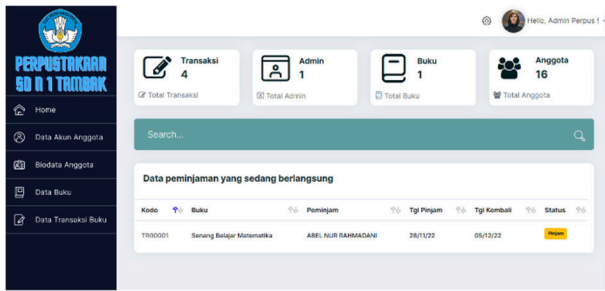 Hello, Admin Perpus !
PERPUSTAKAAN
SD N 1 TAMBAK
Home
Data Akun Anggota
Biodata Anggota
Data Buku
Data Transaksi Buku
Transaksi
4
Total Transaksi
Admin
1
Total Admin
Buku
1
Total Buku
Anggota
16
Total Anggota
Search...
Data peminjaman yang sedang berlangsung
Kode Buku Peminjam Tgl Pinjam Tgl Kembali Status
TR00001 Senang Belajar Matematika ABEL NUR RAHMADANI 28/11/22 05/12/22 Pinjam